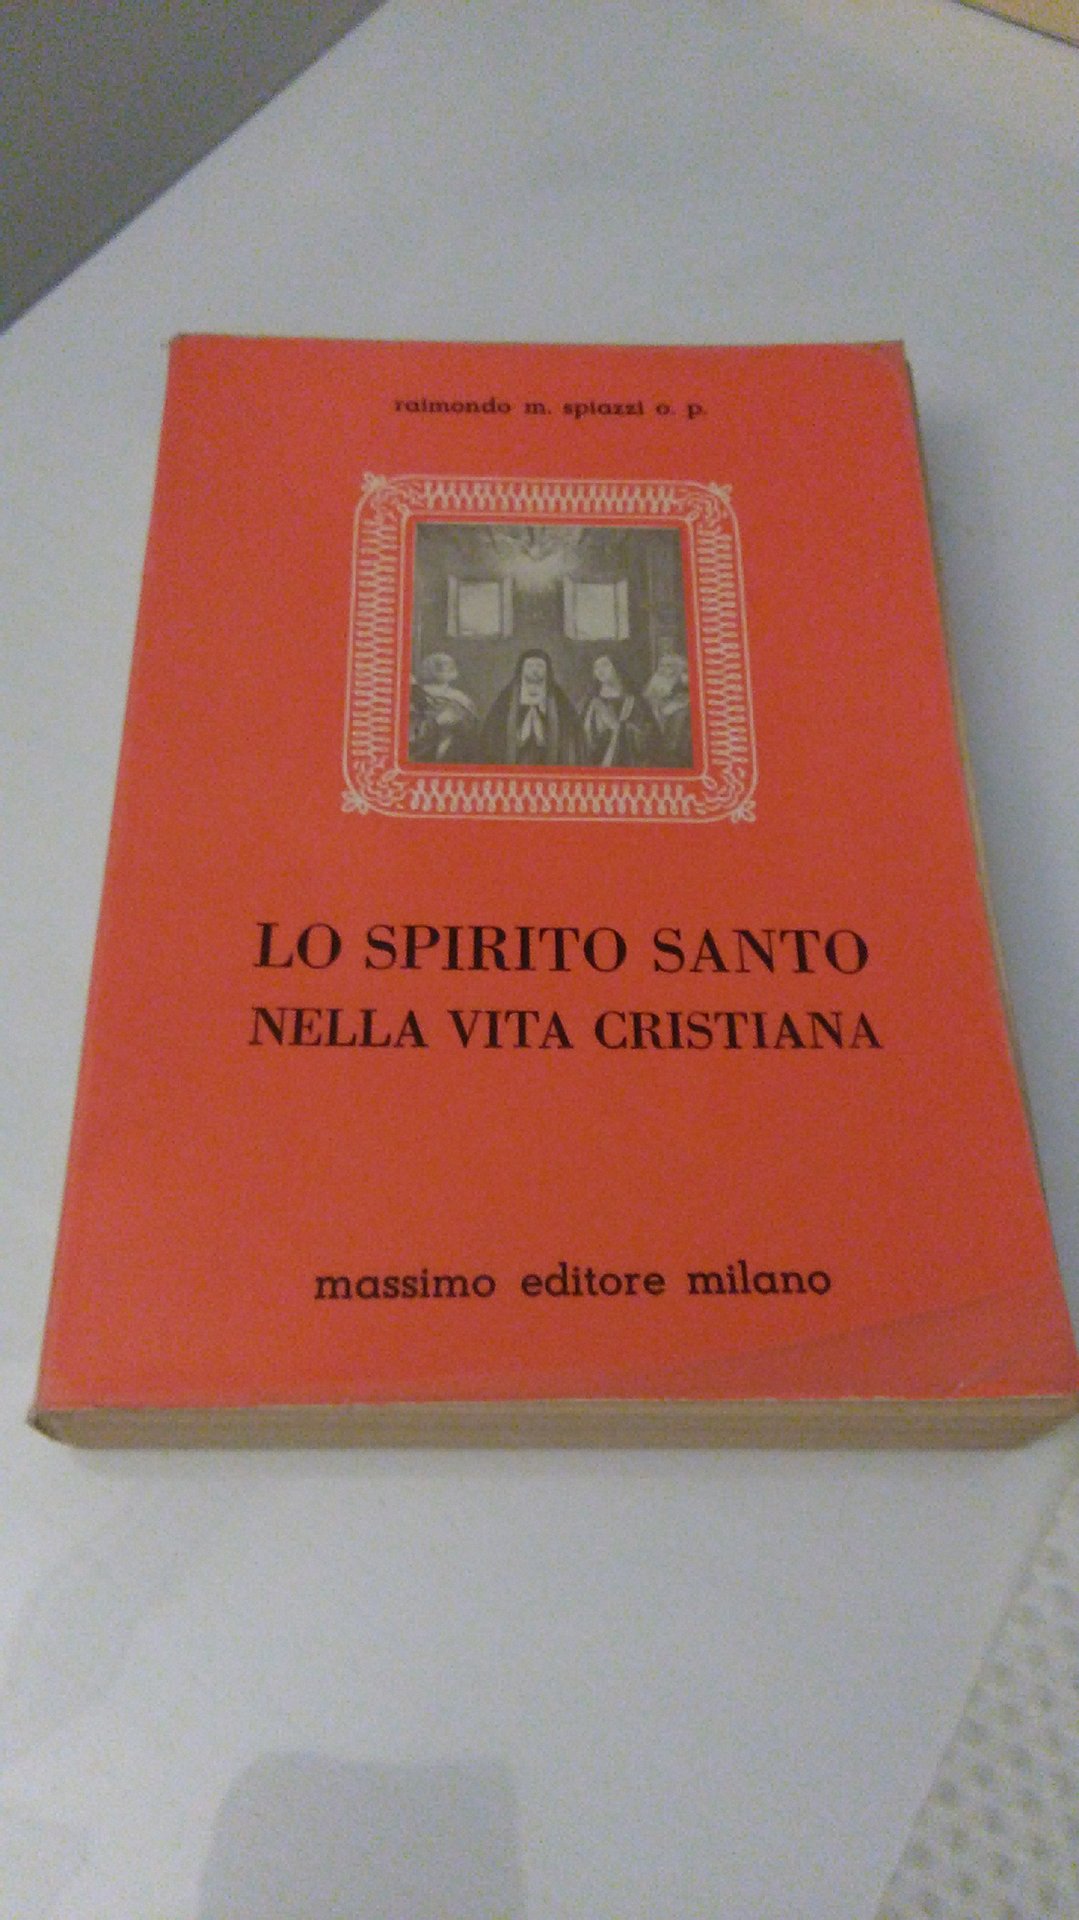 raimondo m. spiazzi o. p.
LO SPIRITO SANTO
NELLA VITA CRISTIANA
massimo editore milano